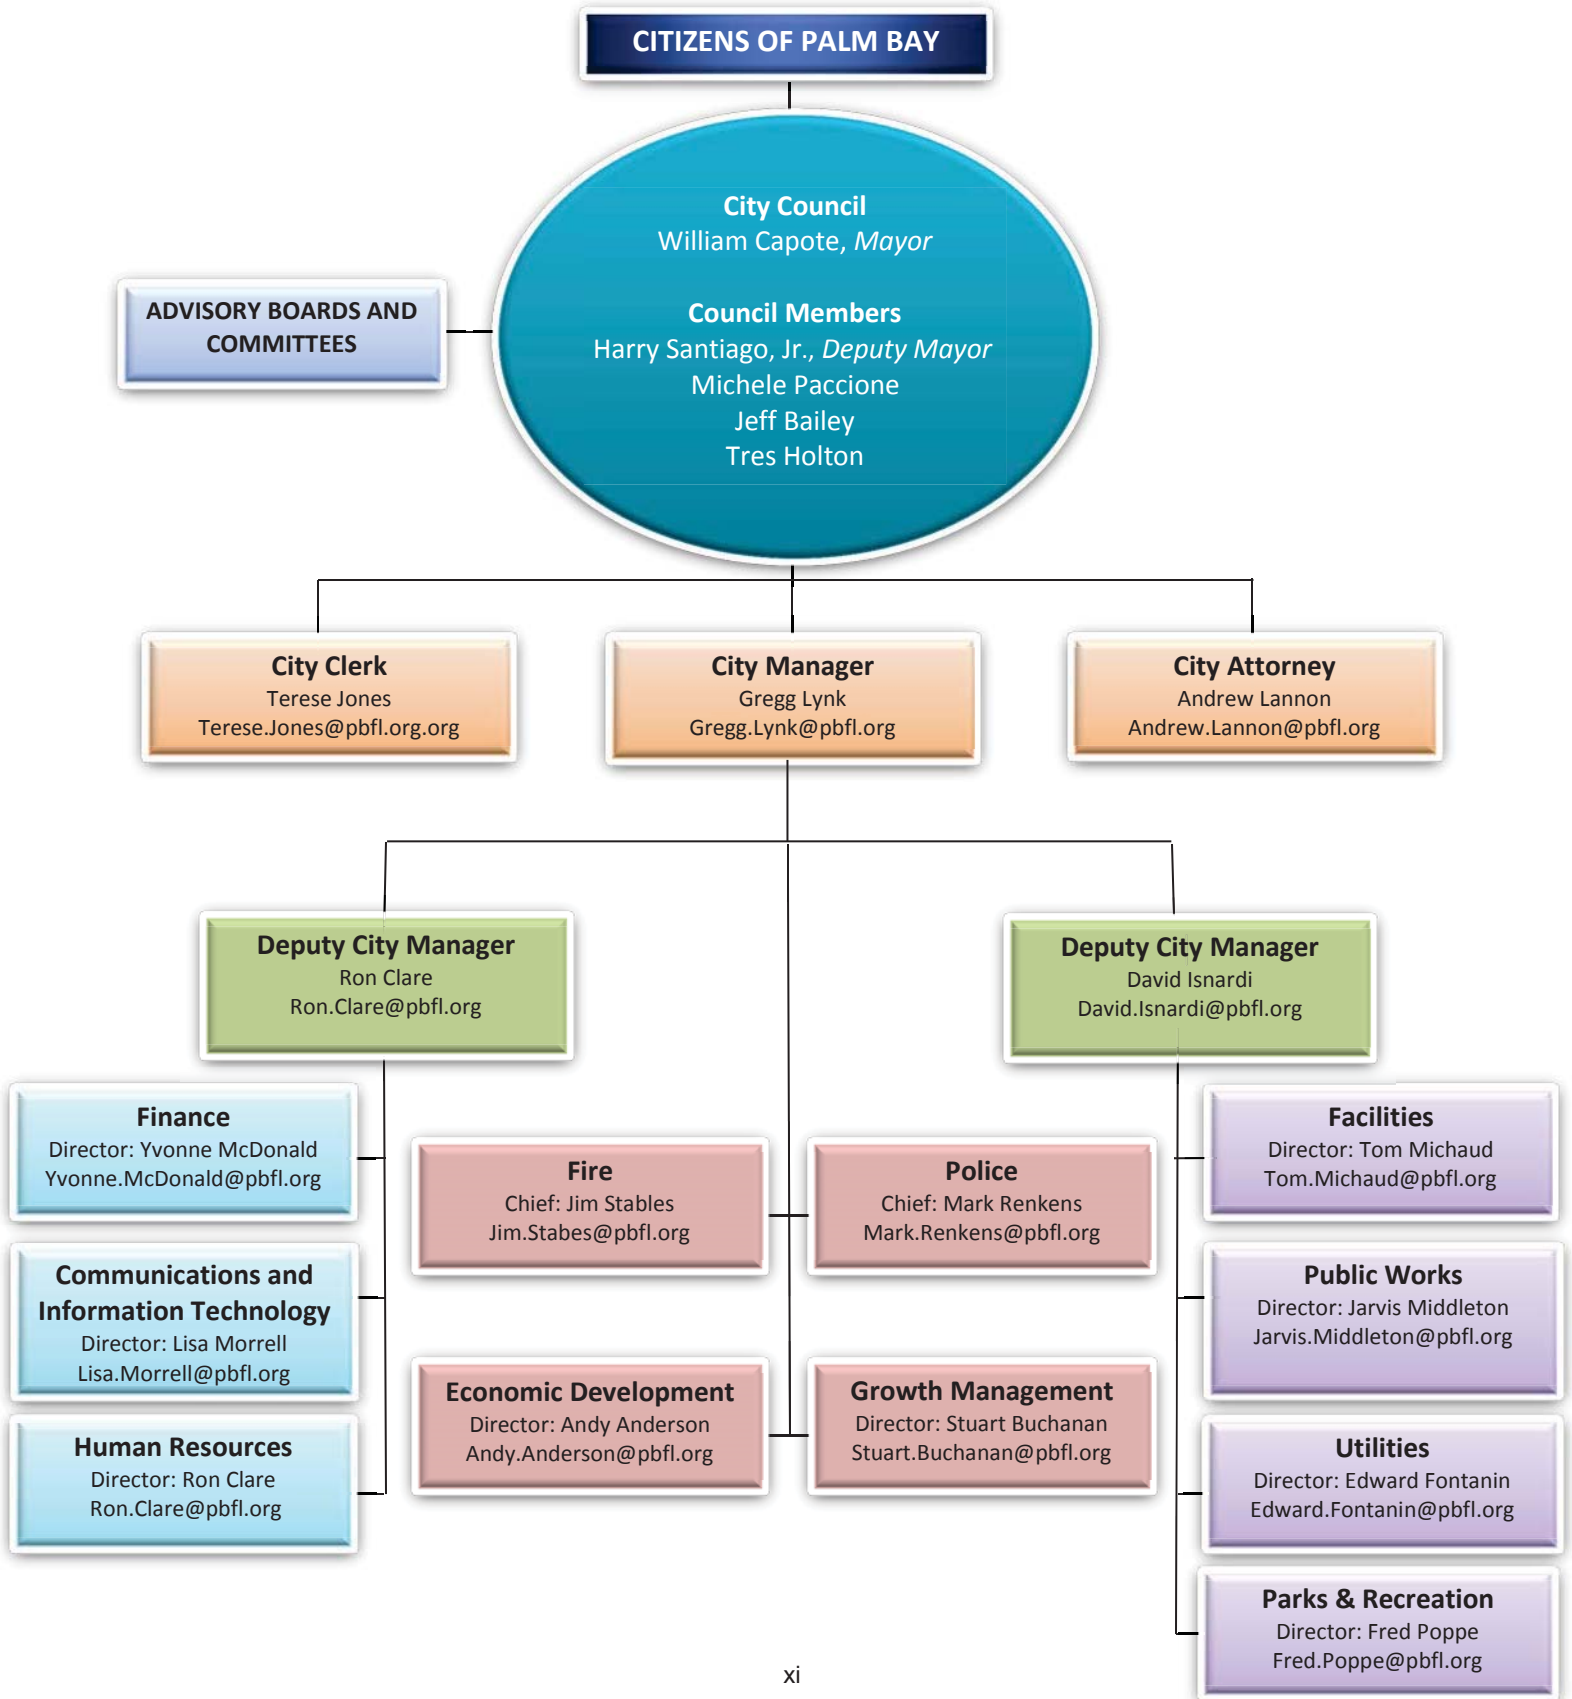 CITIZENS OF PALM BAY
City Council
William Capote, Mayor
Council Members
Harry Santiago, Jr., Deputy Mayor
Michele Paccione
Jeff Bailey
Tres Holton
ADVISORY BOARDS AND
COMMITTEES
City Clerk
Terese Jones
Terese.Jones@pbfl.org.org
City Manager
Gregg Lynk
Gregg.Lynk@pbfl.org
City Attorney
Andrew Lannon
Andrew.Lannon@pbfl.org
Deputy City Manager
Ron Clare
Ron.Clare@pbfl.org
Deputy City Manager
David Isnardi
David.Isnardi@pbfl.org
Finance
Director: Yvonne McDonald
Yvonne.McDonald@pbfl.org
Communications and
Information Technology
Director: Lisa Morrell
Lisa.Morrell@pbfl.org
Human Resources
Director: Ron Clare
Ron.Clare@pbfl.org
Fire
Chief: Jim Stables
Jim.Stabes@pbfl.org
Police
Chief: Mark Renkens
Mark.Renkens@pbfl.org
Economic Development
Director: Andy Anderson
Andy.Anderson@pbfl.org
Growth Management
Director: Stuart Buchanan
Stuart.Buchanan@pbfl.org
Facilities
Director: Tom Michaud
Tom.Michaud@pbfl.org
Public Works
Director: Jarvis Middleton
Jarvis.Middleton@pbfl.org
Utilities
Director: Edward Fontanin
Edward.Fontanin@pbfl.org
Parks & Recreation
Director: Fred Poppe
Fred.Poppe@pbfl.org
xi